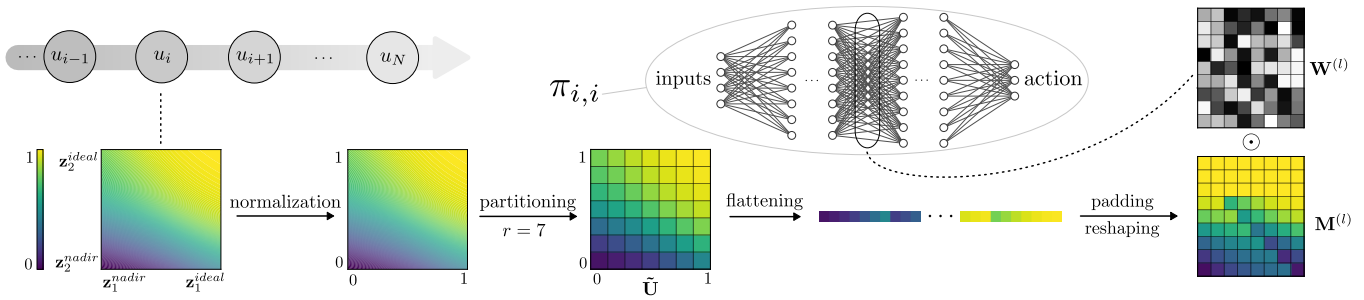 ··· u_{i−1} u_i u_{i+1} ··· u_N
π_{i,i}
inputs ··· ··· action
W^{(l)}
⊙
1
z_2^{ideal}
z_2^{nadir}
0
z_1^{nadir} z_1^{ideal}
normalization
1
0
0 1
partitioning
r = 7
1
0
0 1
Ũ
flattening
···
padding
reshaping
M^{(l)}